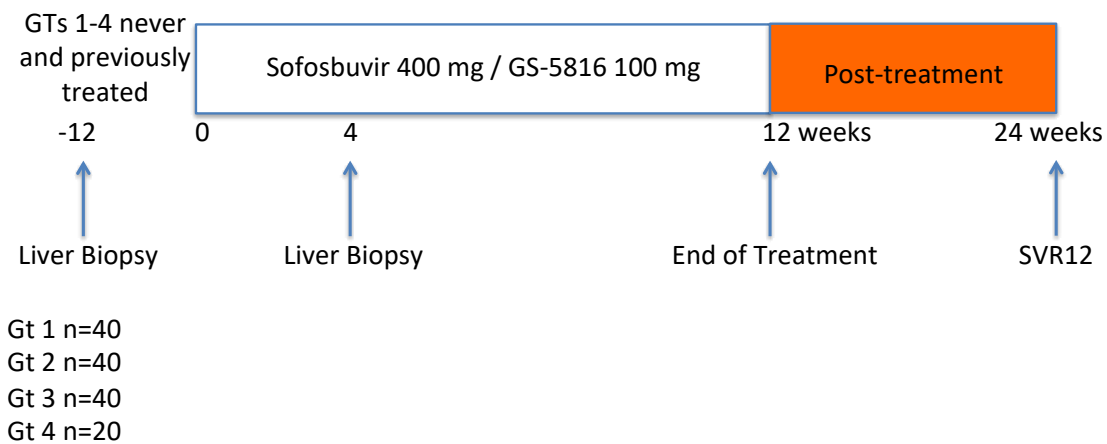 GTs 1-4 never
and previously
treated
Sofosbuvir 400 mg / GS-5816 100 mg
Post-treatment
-12
0
4
12 weeks
24 weeks
Liver Biopsy
Liver Biopsy
End of Treatment
SVR12
Gt 1 n=40
Gt 2 n=40
Gt 3 n=40
Gt 4 n=20